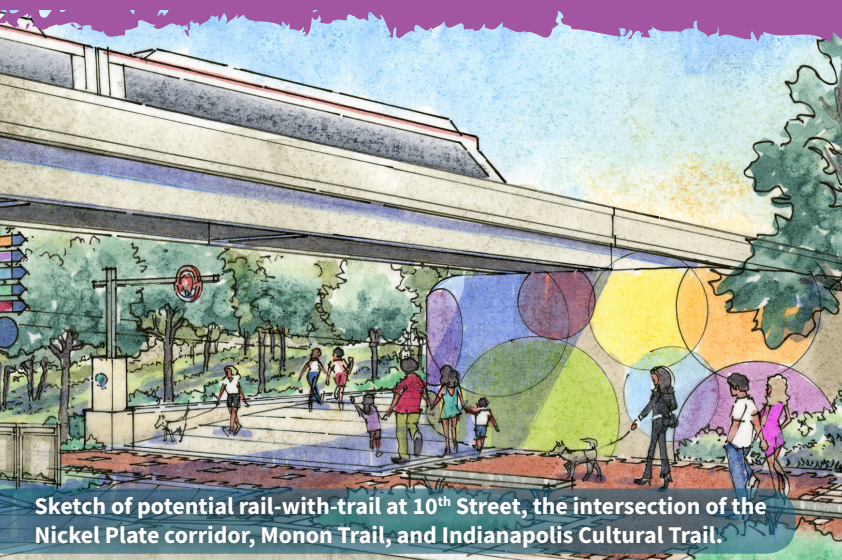 Sketch of potential rail-with-trail at 10th Street, the intersection of the
Nickel Plate corridor, Monon Trail, and Indianapolis Cultural Trail.